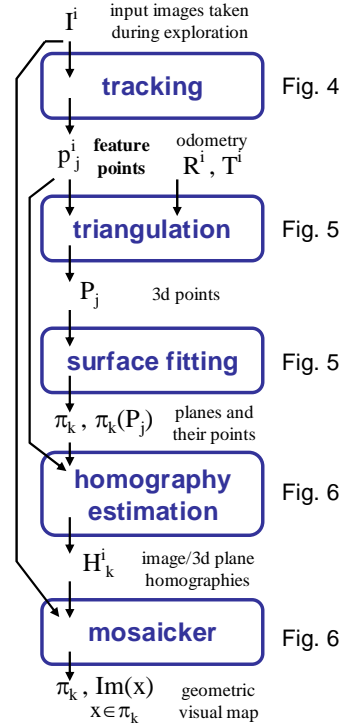 input images taken
during exploration
I^i
tracking
Fig. 4
p_j^i
feature
points
odometry
R^i , T^i
triangulation
Fig. 5
P_j
3d points
surface fitting
Fig. 5
π_k , π_k(P_j)
planes and
their points
homography
estimation
Fig. 6
H_k^i
image/3d plane
homographies
mosaicker
Fig. 6
π_k , Im(x)
x∈π_k
geometric
visual map